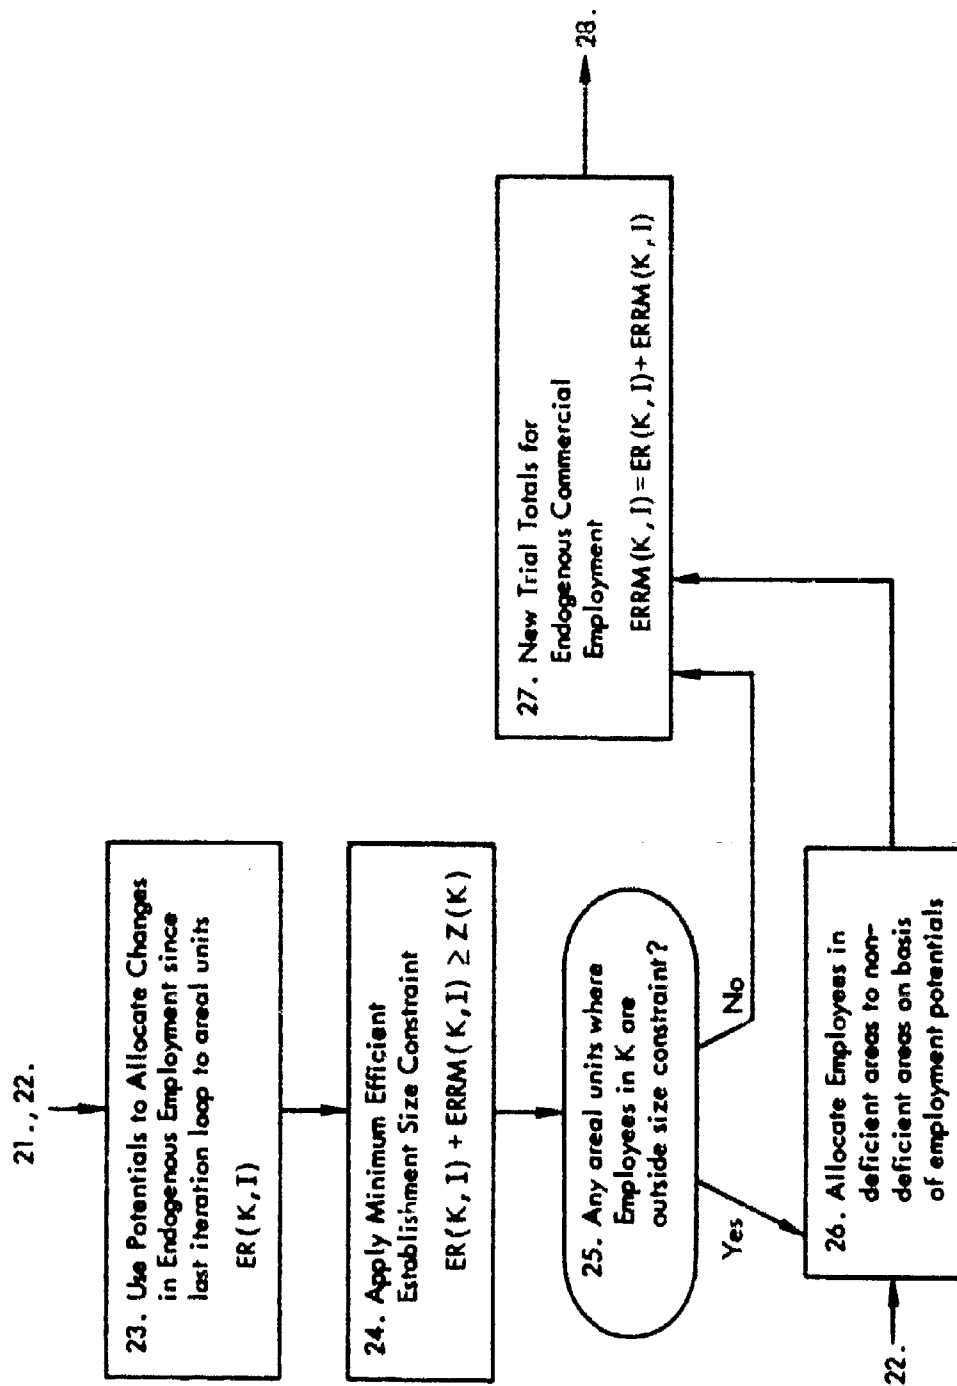 21.,22.
23. Use Potentials to Allocate Changes
in Endogenous Employment since
last iteration loop to areal units
ER(K,I)
24. Apply Minimum Efficient
Establishment Size Constraint
ER(K,I) + ERRM(K,I) ≥ Z(K)
25. Any areal units where
Employees in K are
outside size constraint?
Yes
No
22.
26. Allocate Employees in
deficient areas to non-
deficient areas on basis
of employment potentials
27. New Trial Totals for
Endogenous Commercial
Employment
ERRM(K,I)=ER(K,I)+ERRM(K,I)
28.